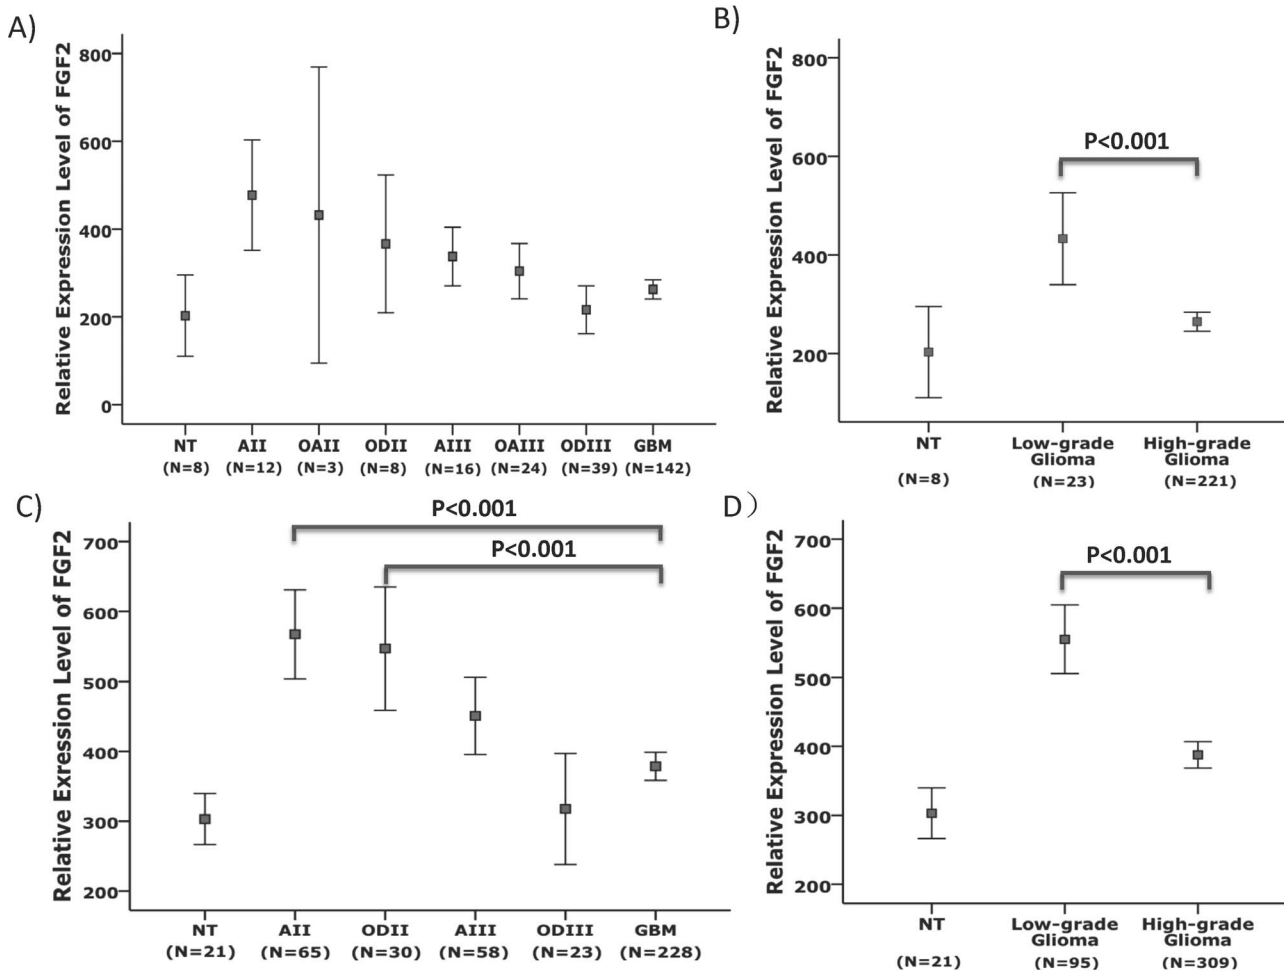 A)
Relative Expression Level of FGF2
800
600
400
200
0
NT AII OAII ODII AIII OAIII ODIII GBM
(N=8) (N=12) (N=3) (N=8) (N=16) (N=24) (N=39) (N=142)
B)
Relative Expression Level of FGF2
800
600
400
200
P<0.001
NT Low-grade High-grade
Glioma Glioma
(N=8) (N=23) (N=221)
C)
Relative Exression Level of FGF2
700
600
500
400
300
200
P<0.001
P<0.001
NT AII ODII AIII ODIII GBM
(N=21) (N=65) (N=30) (N=58) (N=23) (N=228)
D)
Relative Expression Level of FGF2
700
600
500
400
300
200
P<0.001
NT Low-grade High-grade
Glioma Glioma
(N=21) (N=95) (N=309)